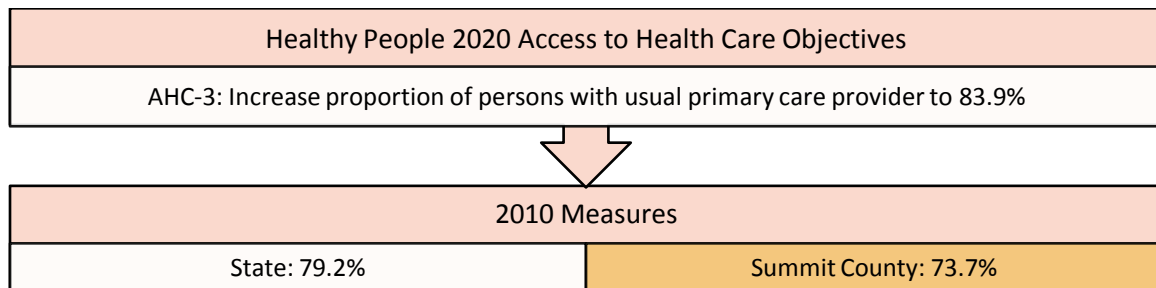 Healthy People 2020 Access to Health Care Objectives
AHC-3: Increase proportion of persons with usual primary care provider to 83.9%
2010 Measures
State: 79.2%
Summit County: 73.7%